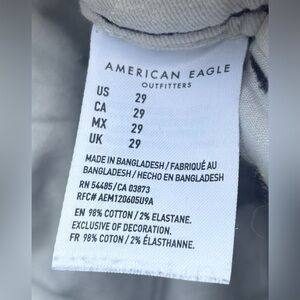 AMERICAN EAGLE
OUTFITTERS
US 29
CA 29
MX 29
UK 29
MADE IN BANGLADESH / FABRIQUÉ AU
BANGLADESH / HECHO EN BANGLADESH
RN 54485/CA 03873
RFC# AEM120605U9A
EN 98% COTTON / 2% ELASTANE.
EXCLUSIVE OF DECORATION.
FR 98% COTON / 2% ÉLASTHANNE.